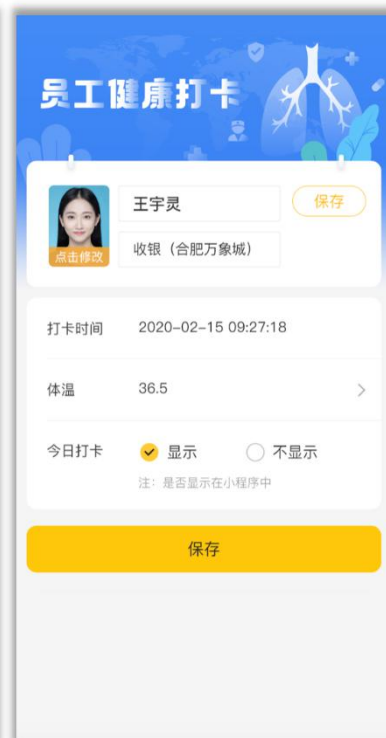 员工健康打卡
王宇灵
保存
点击修改
收银（合肥万象城）
打卡时间 2020-02-15 09:27:18
体温 36.5
今日打卡 显示 不显示
注：是否显示在小程序中
保存